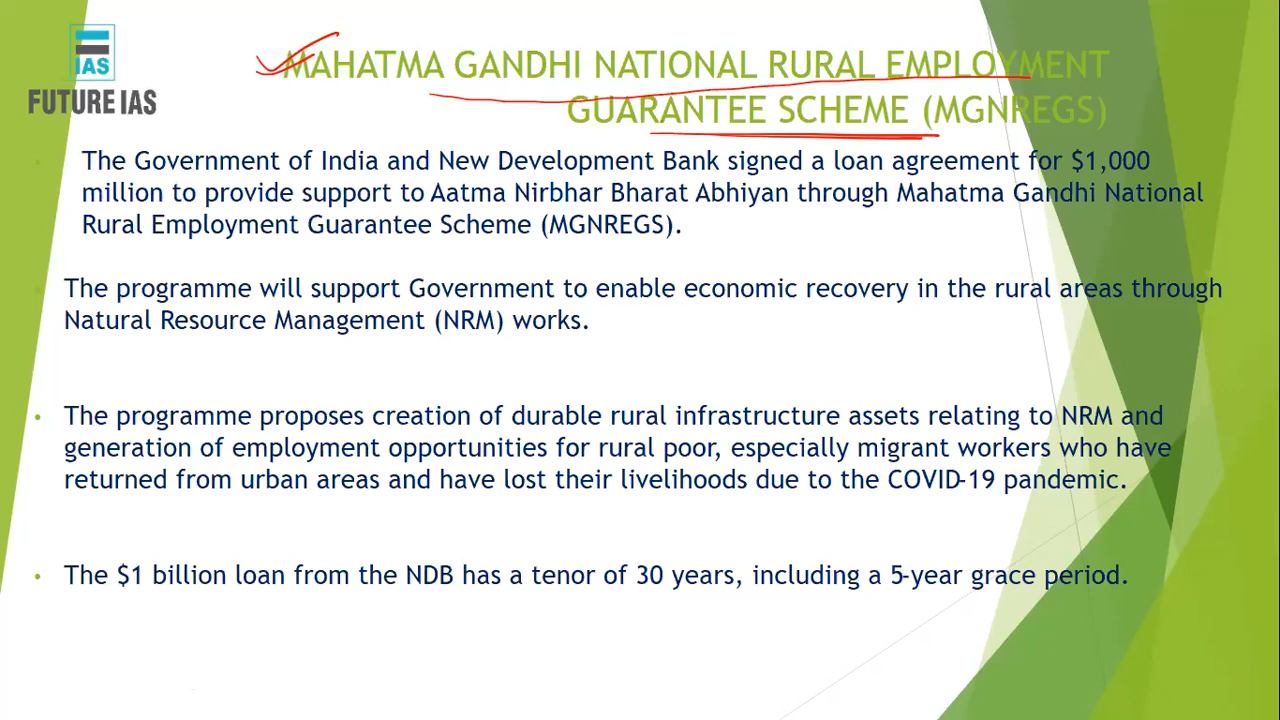 IAS
FUTURE IAS
MAHATMA GANDHI NATIONAL RURAL EMPLOYMENT
GUARANTEE SCHEME (MGNREGS)
• The Government of India and New Development Bank signed a loan agreement for $1,000
million to provide support to Aatma Nirbhar Bharat Abhiyan through Mahatma Gandhi National
Rural Employment Guarantee Scheme (MGNREGS).
• The programme will support Government to enable economic recovery in the rural areas through
Natural Resource Management (NRM) works.
• The programme proposes creation of durable rural infrastructure assets relating to NRM and
generation of employment opportunities for rural poor, especially migrant workers who have
returned from urban areas and have lost their livelihoods due to the COVID-19 pandemic.
• The $1 billion loan from the NDB has a tenor of 30 years, including a 5-year grace period.